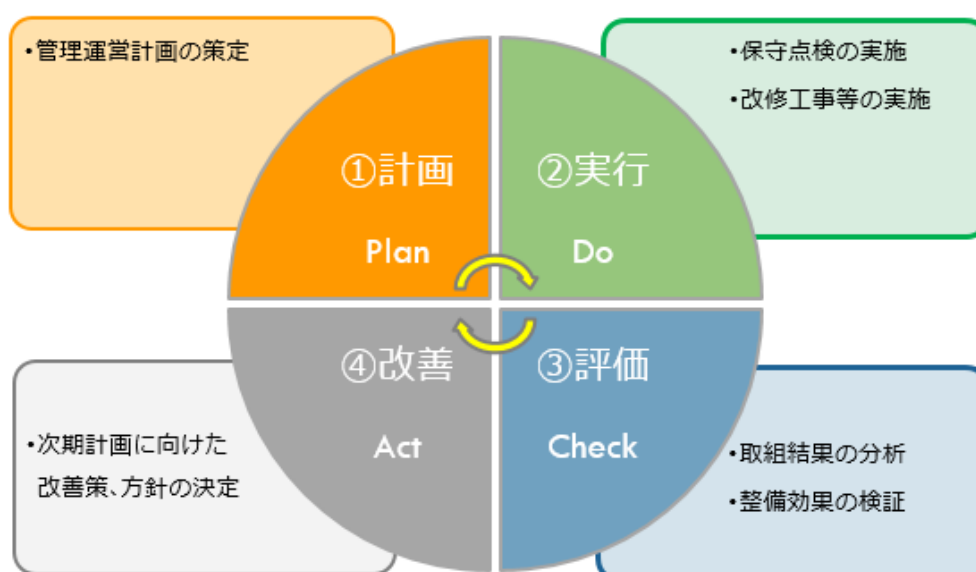 ・管理運営計画の策定
①計画
Plan
・保守点検の実施
・改修工事等の実施
②実行
Do
・次期計画に向けた
改善策、方針の決定
④改善
Act
③評価
Check
・取組結果の分析
・整備効果の検証